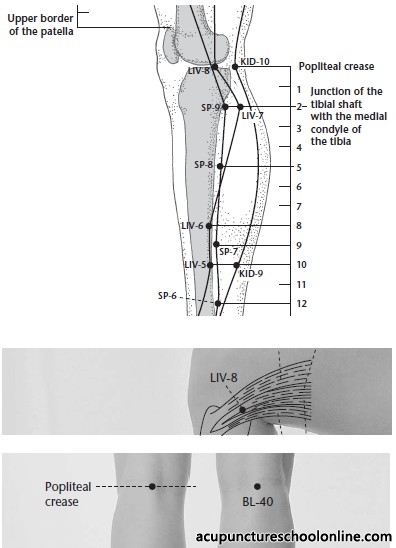 Upper border
of the patella
LIV-8
KID-10
Popliteal crease
1
Junction of the
SP-9
2
tibial shaft
LIV-7
with the medial
3
condyle of
4
the tibia
SP-8
5
6
7
LIV-6
8
9
SP-7
LIV-5
10
KID-9
11
SP-6
12
LIV-8
Popliteal
crease
BL-40
acupunctureschoolonline.com